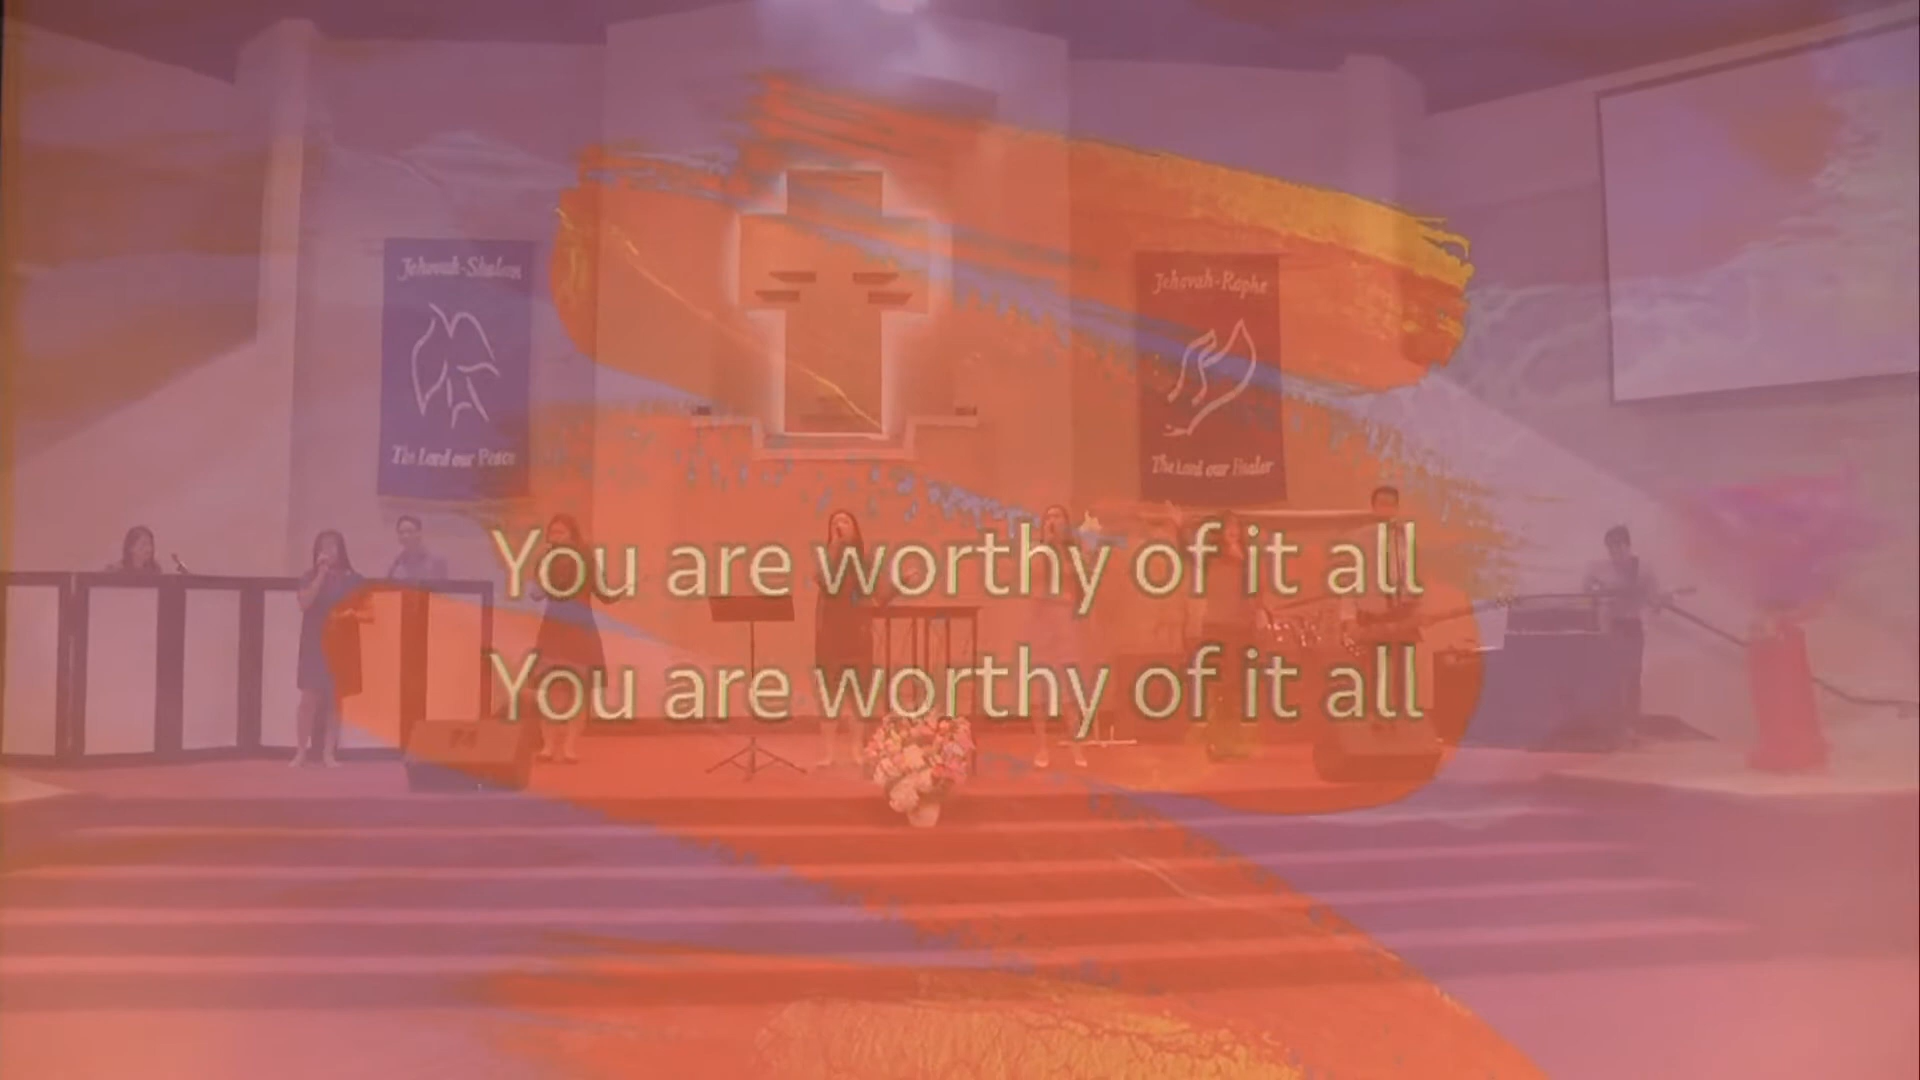 Jehovah-Shalom
The Lord our Peace
Jehovah-Rapha
The Lord our Healer
You are worthy of it all
You are worthy of it all